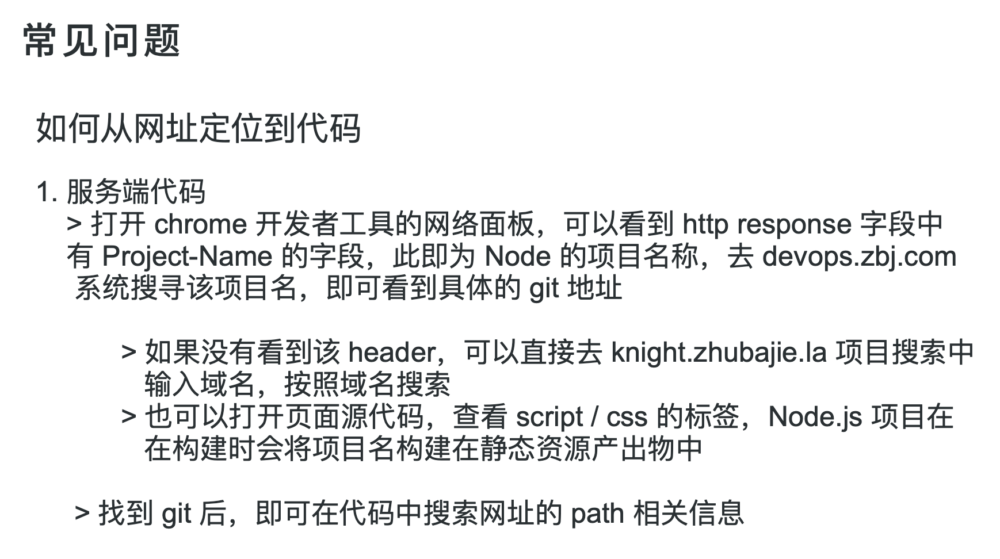 常见问题
如何从网址定位到代码
1. 服务端代码
> 打开 chrome 开发者工具的网络面板，可以看到 http response 字段中
有 Project-Name 的字段，此即为 Node 的项目名称，去 devops.zbj.com
系统搜寻该项目名，即可看到具体的 git 地址
> 如果没有看到该 header，可以直接去 knight.zhubajie.la 项目搜索中
输入域名，按照域名搜索
> 也可以打开页面源代码，查看 script / css 的标签，Node.js 项目在
在构建时会将项目名构建在静态资源产出物中
> 找到 git 后，即可在代码中搜索网址的 path 相关信息